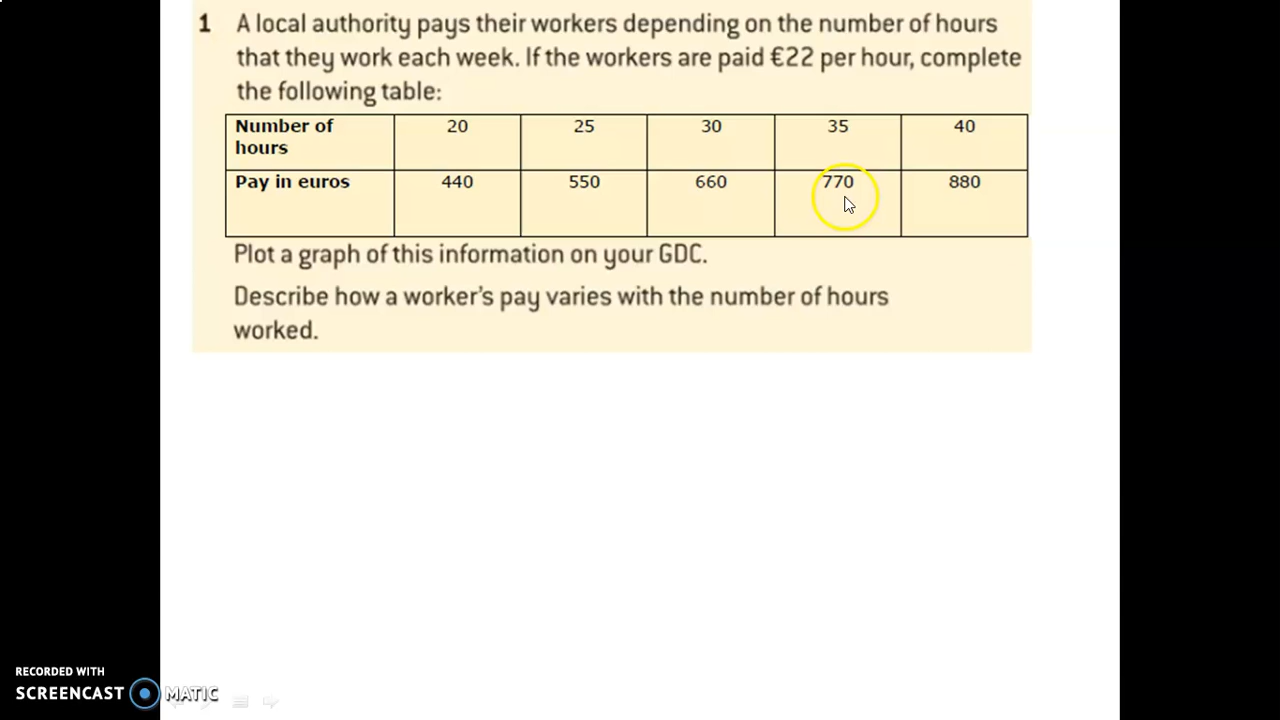 1 A local authority pays their workers depending on the number of hours
that they work each week. If the workers are paid €22 per hour, complete
the following table:
Number of hours 20 25 30 35 40
Pay in euros 440 550 660 770 880
Plot a graph of this information on your GDC.
Describe how a worker's pay varies with the number of hours
worked.
RECORDED WITH
SCREENCAST MATIC